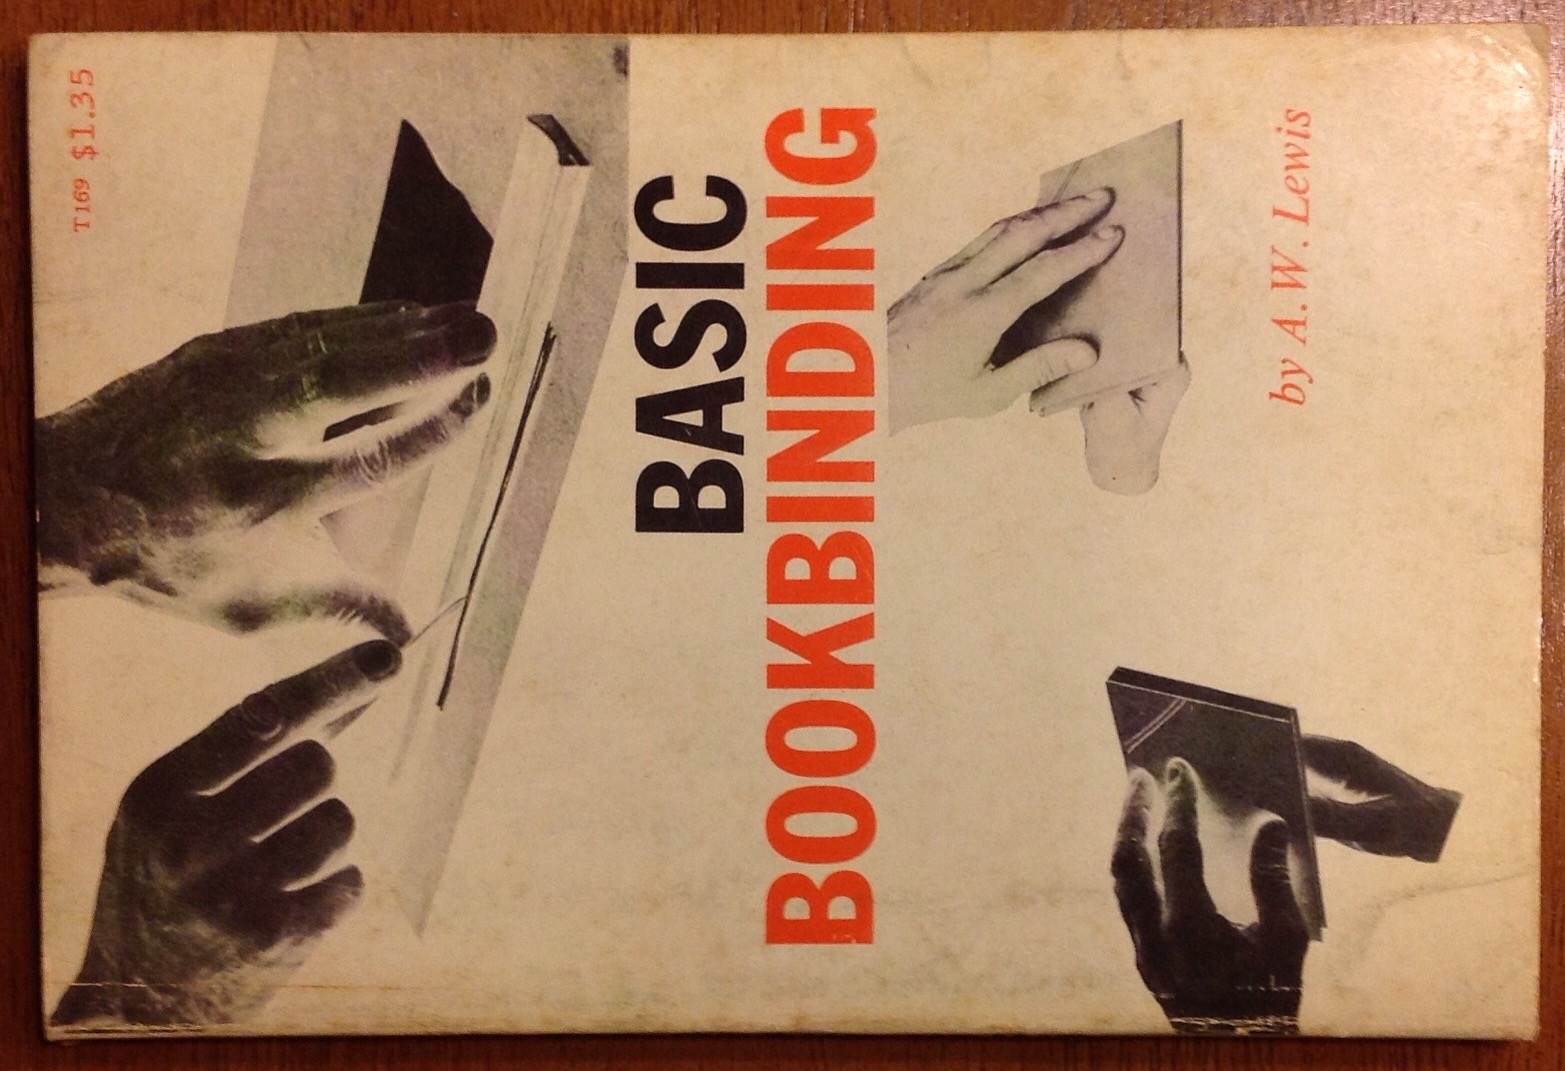 T169 $1.35
BASIC
BOOKBINDING
by A. W. Lewis